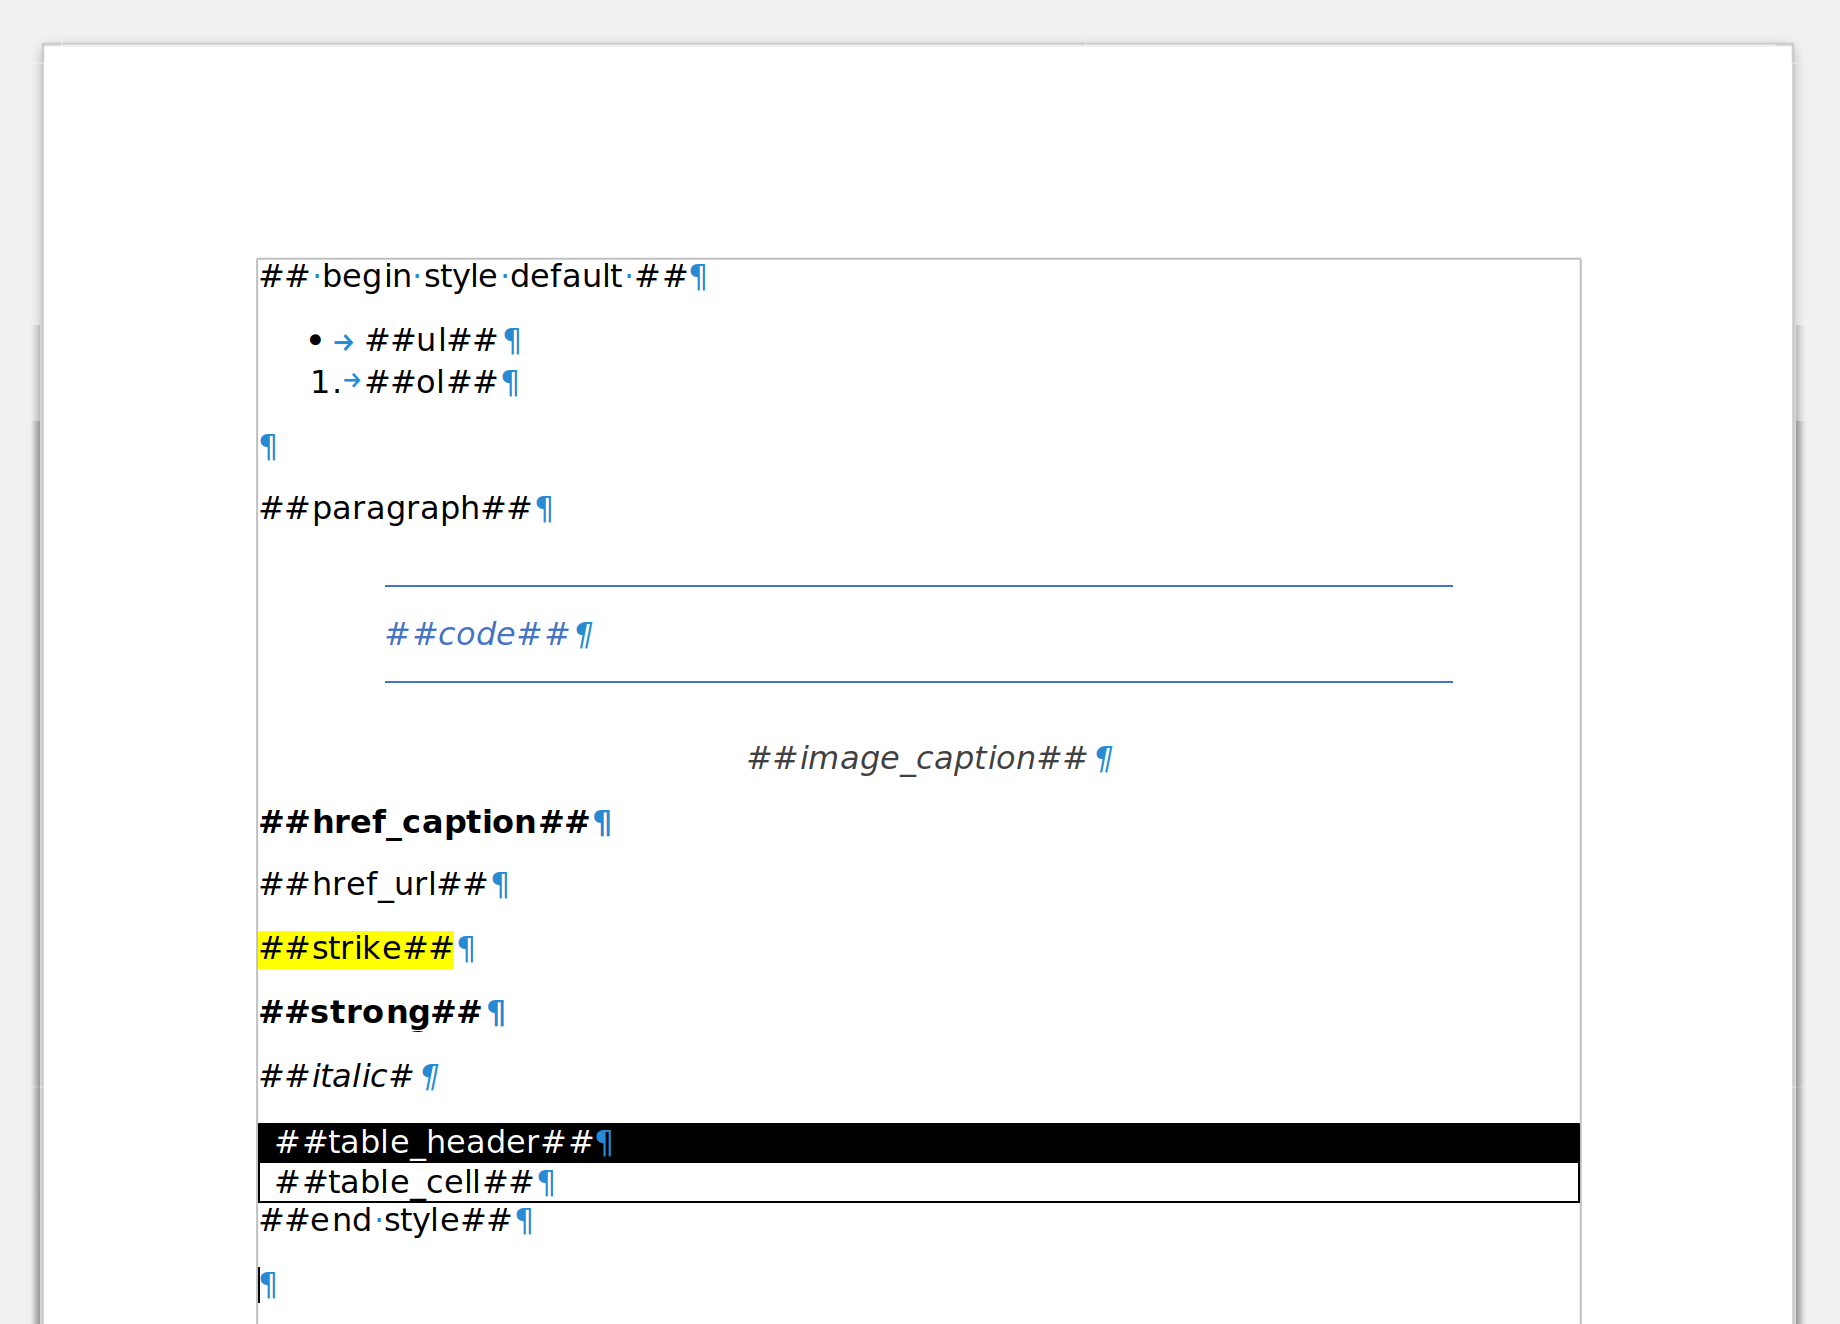 ## begin style default ##¶
• → ##ul##¶
1.→##ol##¶
¶
##paragraph##¶
##code##¶
##image_caption##¶
##href_caption##¶
##href_url##¶
##strike##¶
##strong##¶
##italic#¶
##table_header##¶
##table_cell##¶
##end style##¶
¶